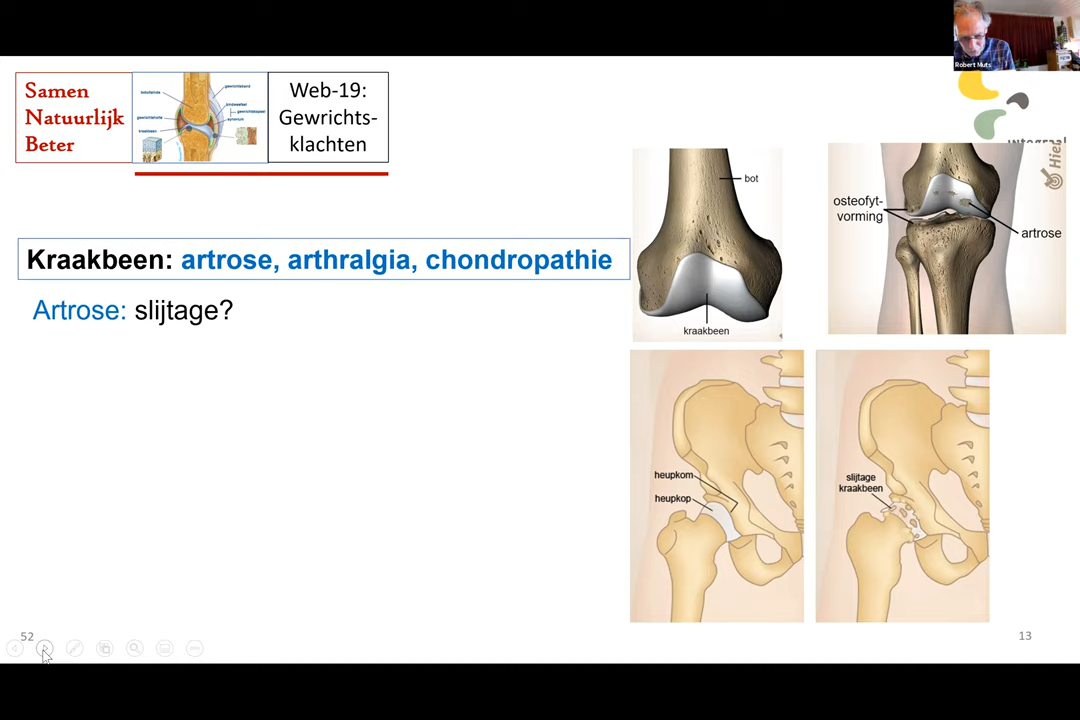 Robert Muts
Samen
Natuurlijk
Beter
Web-19:
Gewrichts-
klachten
Kraakbeen: artrose, arthralgia, chondropathie
Artrose: slijtage?
bot
kraakbeen
osteofyt-
vorming
artrose
Hiel
heupkom
heupkop
slijtage
kraakbeen
52
13